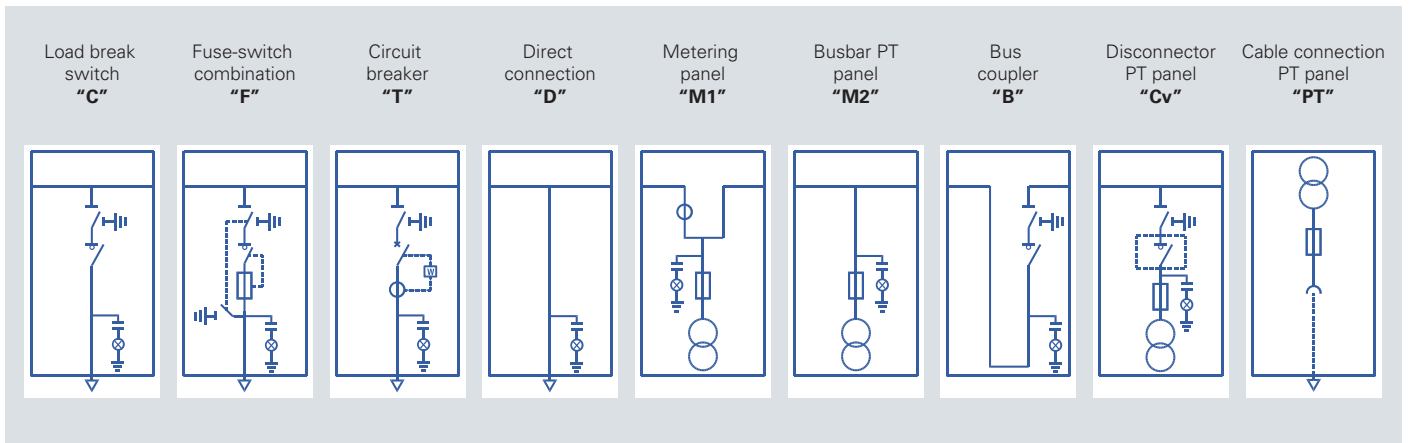 Load break
switch
“C”
Fuse-switch
combination
“F”
Circuit
breaker
“T”
Direct
connection
“D”
Metering
panel
“M1”
Busbar PT
panel
“M2”
Bus
coupler
“B”
Disconnector
PT panel
“Cv”
Cable connection
PT panel
“PT”
W